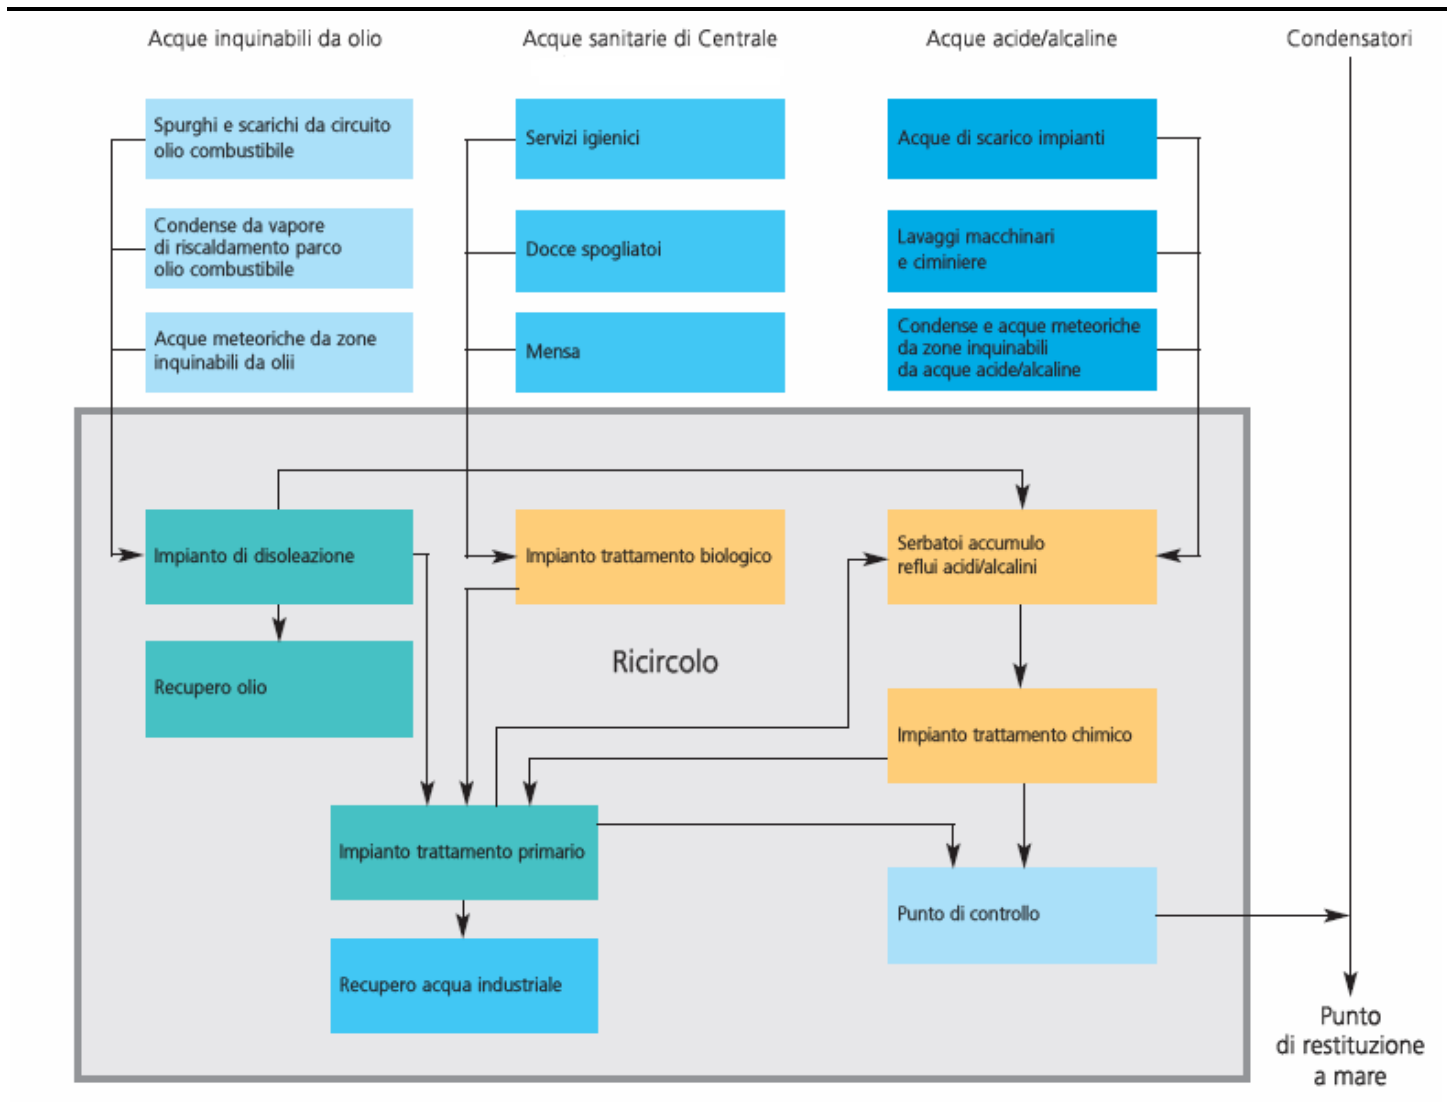 Acque inquinabili da olio
Acque sanitarie di Centrale
Acque acide/alcaline
Condensatori
Spurghi e scarichi da circuito
olio combustibile
Servizi igienici
Acque di scarico impianti
Condense da vapore
di riscaldamento parco
olio combustibile
Docce spogliatoi
Lavaggi macchinari
e ciminiere
Acque meteoriche da zone
inquinabili da olii
Mensa
Condense e acque meteoriche
da zone inquinabili
da acque acide/alcaline
Impianto di disoleazione
Impianto trattamento biologico
Serbatoi accumulo
reflui acidi/alcalini
Recupero olio
Ricircolo
Impianto trattamento chimico
Impianto trattamento primario
Punto di controllo
Recupero acqua industriale
Punto
di restituzione
a mare